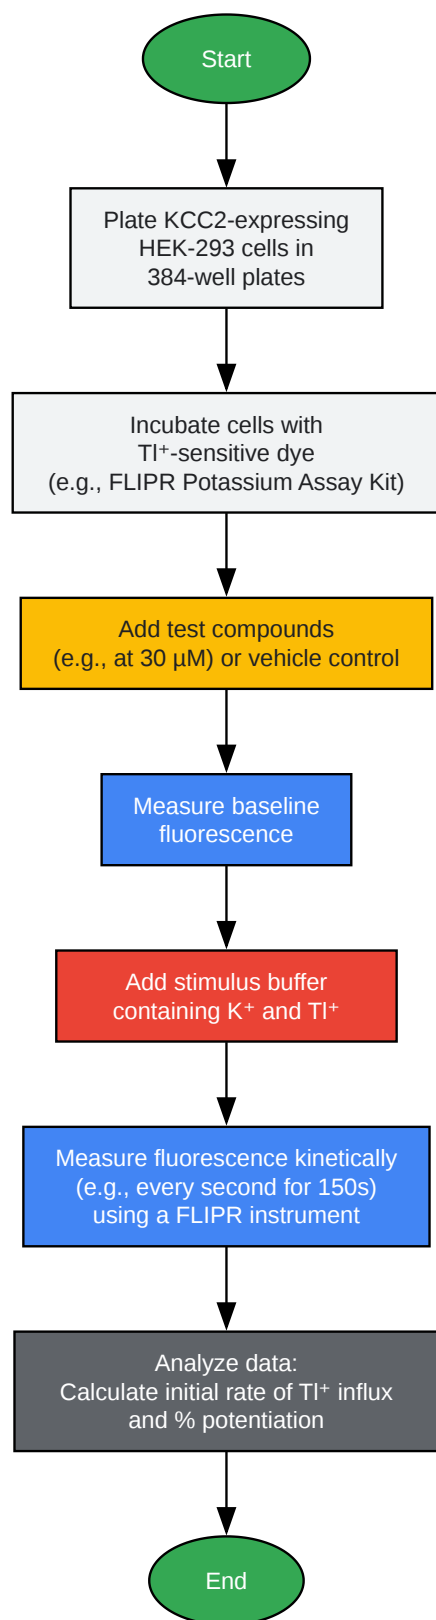 Start
Plate KCC2-expressing
HEK-293 cells in
384-well plates
Incubate cells with
Tl⁺-sensitive dye
(e.g., FLIPR Potassium Assay Kit)
Add test compounds
(e.g., at 30 µM) or vehicle control
Measure baseline
fluorescence
Add stimulus buffer
containing K⁺ and Tl⁺
Measure fluorescence kinetically
(e.g., every second for 150s)
using a FLIPR instrument
Analyze data:
Calculate initial rate of Tl⁺ influx
and % potentiation
End